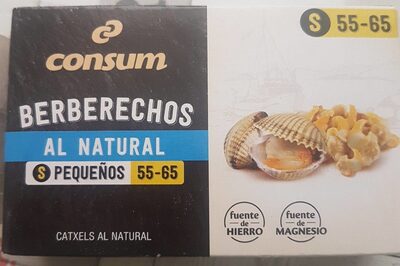 consum
BERBERECHOS
AL NATURAL
S PEQUEÑOS 55-65
CATXELS AL NATURAL
S 55-65
fuente de HIERRO
fuente de MAGNESIO